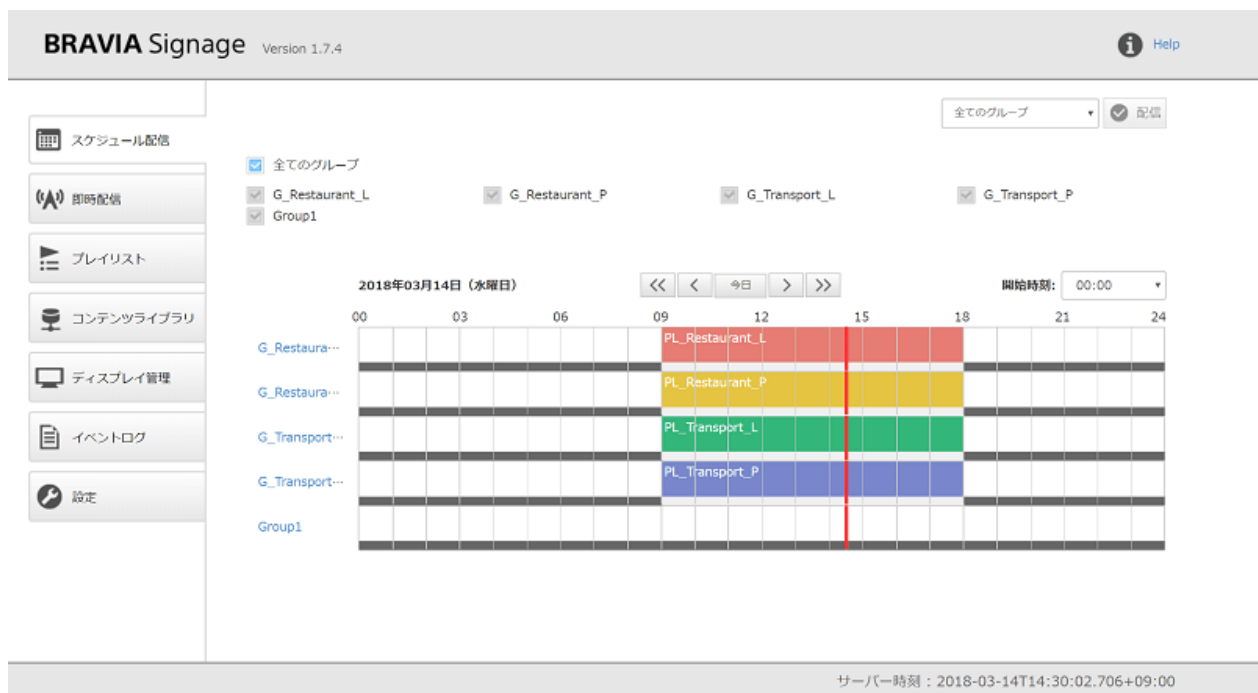 BRAVIA Signage Version 1.7.4
Help
スケジュール配信
即時配信
プレイリスト
コンテンツライブラリ
ディスプレイ管理
イベントログ
設定
全てのグループ
配信
全てのグループ
G_Restaurant_L G_Restaurant_P G_Transport_L G_Transport_P
Group1
2018年03月14日（水曜日） << < 今日 > >> 開始時刻: 00:00
00 03 06 09 12 15 18 21 24
G_Restaura… PL_Restaurant_L
G_Restaura… PL_Restaurant_P
G_Transport… PL_Transport_L
G_Transport… PL_Transport_P
Group1
サーバー時刻 : 2018-03-14T14:30:02.706+09:00